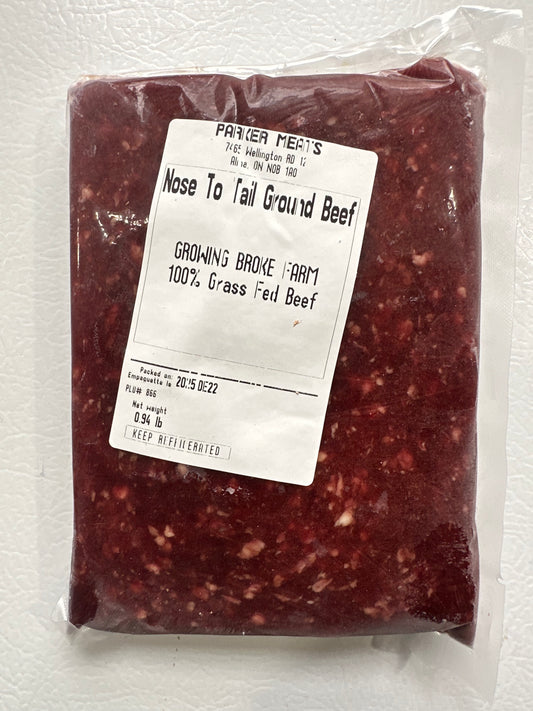 PARKER MEATS
7465 Wellington RD 12
Alma, ON N0B 1A0
Nose To Tail Ground Beef
GROWING BROKE FARM
100% Grass Fed Beef
Packed on
Empaquette le 2025 DE22
PLU# 866
Net Weight
0.94 lb
KEEP REFRIGERATED